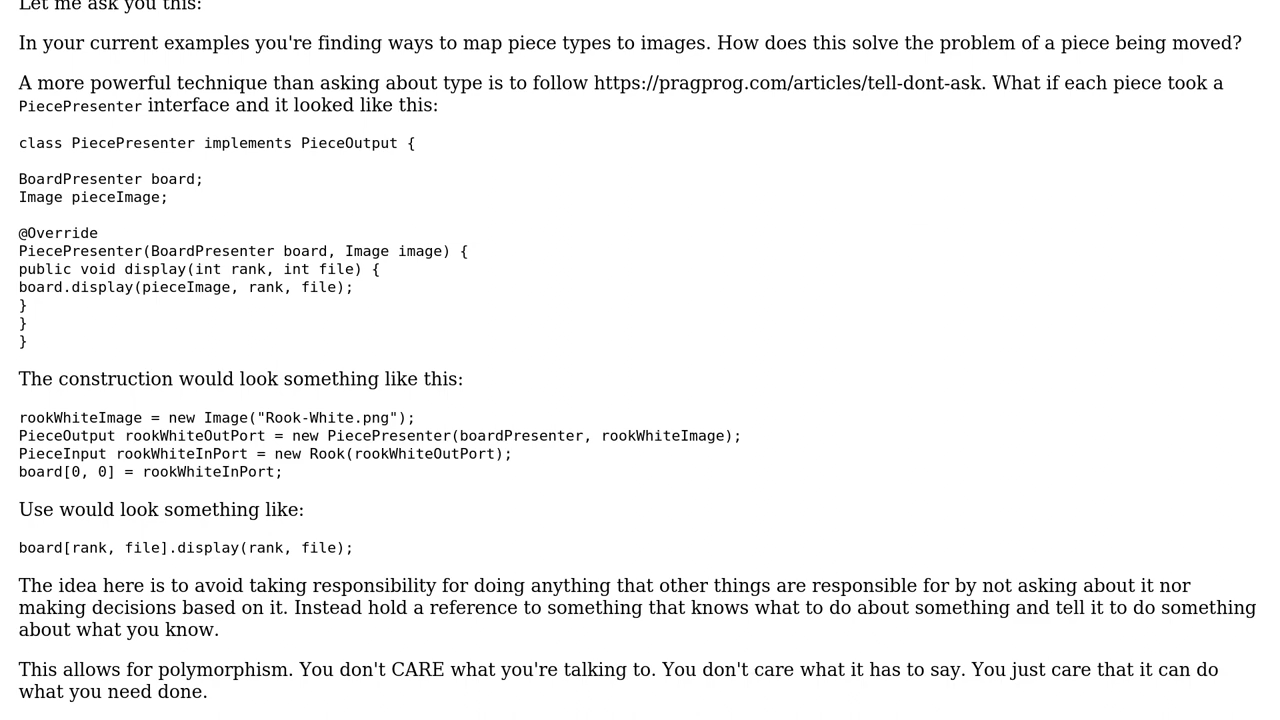 Let me ask you this:
In your current examples you're finding ways to map piece types to images. How does this solve the problem of a piece being moved?
A more powerful technique than asking about type is to follow https://pragprog.com/articles/tell-dont-ask. What if each piece took a
PiecePresenter interface and it looked like this:
class PiecePresenter implements PieceOutput {
BoardPresenter board;
Image pieceImage;
@Override
PiecePresenter(BoardPresenter board, Image image) {
public void display(int rank, int file) {
board.display(pieceImage, rank, file);
}
}
}
The construction would look something like this:
rookWhiteImage = new Image("Rook-White.png");
PieceOutput rookWhiteOutPort = new PiecePresenter(boardPresenter, rookWhiteImage);
PieceInput rookWhiteInPort = new Rook(rookWhiteOutPort);
board[0, 0] = rookWhiteInPort;
Use would look something like:
board[rank, file].display(rank, file);
The idea here is to avoid taking responsibility for doing anything that other things are responsible for by not asking about it nor
making decisions based on it. Instead hold a reference to something that knows what to do about something and tell it to do something
about what you know.
This allows for polymorphism. You don't CARE what you're talking to. You don't care what it has to say. You just care that it can do
what you need done.